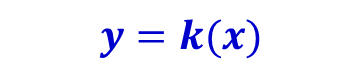 y = k(x)